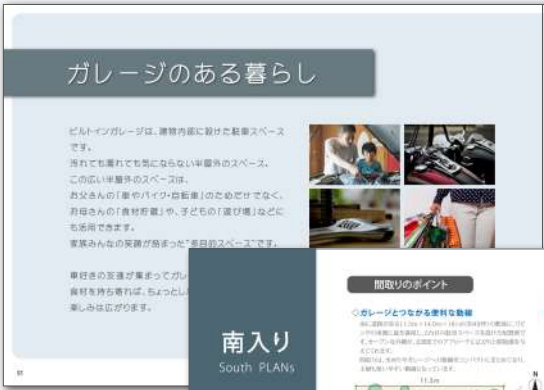 ガレージのある暮らし
ビルトインガレージは、建物内部に設けた駐車スペース
です。
汚れても濡れても気にならない半屋外のスペース。
この広い半屋外のスペースは、
お父さんの「車やバイク・自転車」のためだけでなく、
お母さんの「食材貯蔵」や、子どもの「遊び場」などに
も活用できます。
家族みんなの笑顔が詰まった"多目的スペース"です。
車好きの友達が集まってガレ
食材を持ち寄れば、ちょっとし
楽しみは広がります。
南入り
South PLANs
間取りのポイント
◇ガレージとつながる便利な動線
11.5m
N